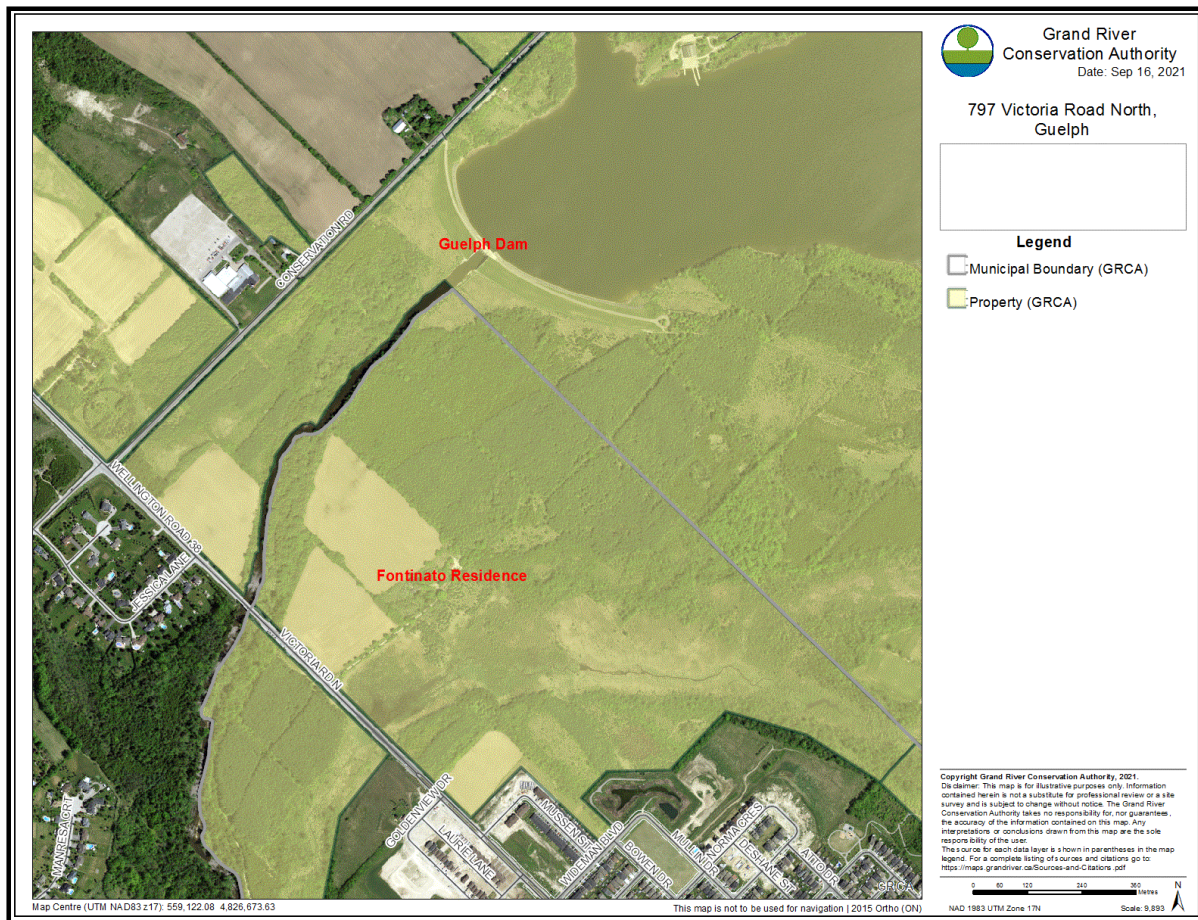 Grand River
Conservation Authority
Date: Sep 16, 2021
797 Victoria Road North,
Guelph
Legend
Municipal Boundary (GRCA)
Property (GRCA)
Guelph Dam
CONSERVATION RD
WELLINGTON ROAD 38
JESSICA LANE
Fontinato Residence
VICTORIA RD N
GOLDENVIEW DR
LAURIE LANE
MUSSEN ST
WIDEMAN BLVD
BOWEN DR
MULLIN DR
NORMA CRES
DESHANE ST
ATTO DR
MANRESA CRT
GRCA
Copyright Grand River Conservation Authority, 2021.
Disclaimer: This map is for illustrative purposes only. Information
contained herein is not a substitute for professional review or a site
survey and is subject to change without notice. The Grand River
Conservation Authority takes no responsibility for, nor guarantees,
the accuracy of the information contained on this map. Any
interpretations or conclusions drawn from this map are the sole
responsibility of the user.
The source for each data layer is shown in parentheses in the map
legend. For a complete listing of sources and citations go to:
https://maps.grandriver.ca/Sources-and-Citations.pdf
0 60 120 240 360
Metres
N
NAD 1983 UTM Zone 17N
Scale: 9,893
Map Centre (UTM NAD83 z17): 559,122.08 4,826,673.63
This map is not to be used for navigation | 2015 Ortho (ON)